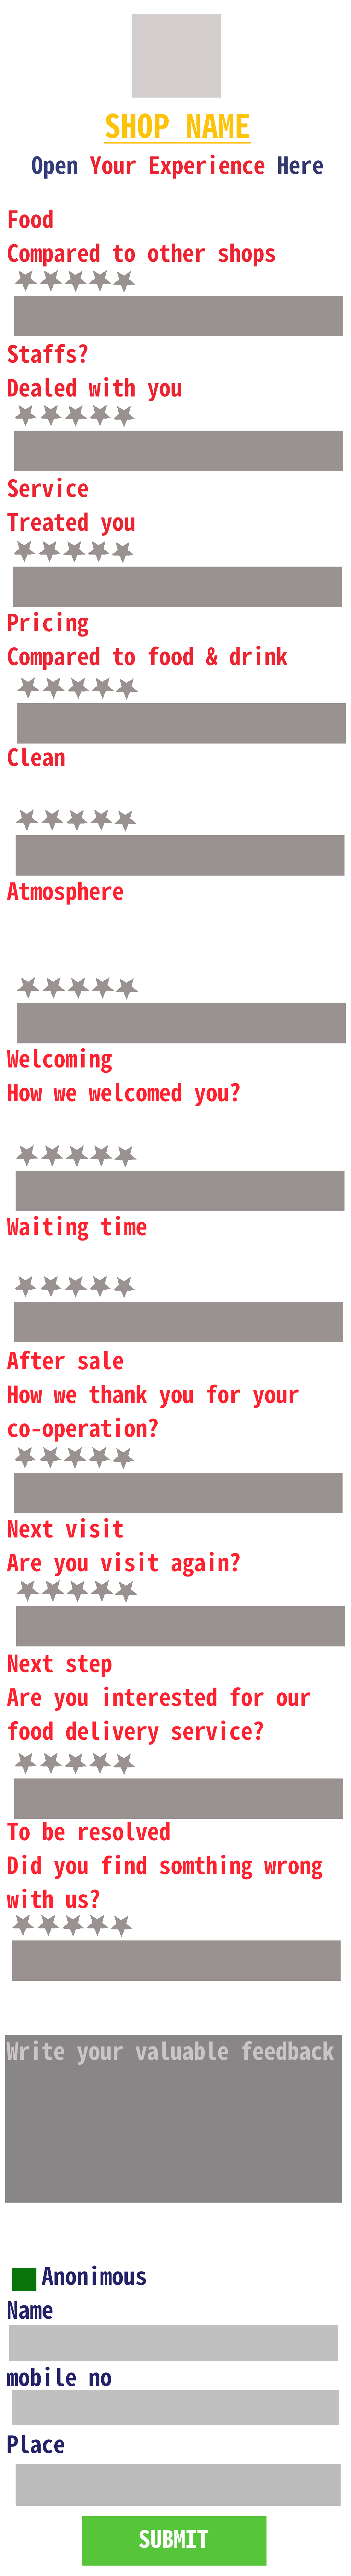 SHOP NAME
Open Your Experience Here
Food
Compared to other shops
Staffs?
Dealed with you
Service
Treated you
Pricing
Compared to food & drink
Clean
Atmosphere
Welcoming
How we welcomed you?
Waiting time
After sale
How we thank you for your
co-operation?
Next visit
Are you visit again?
Next step
Are you interested for our
food delivery service?
To be resolved
Did you find somthing wrong
with us?
Write your valuable feedback
Anonimous
Name
mobile no
Place
SUBMIT